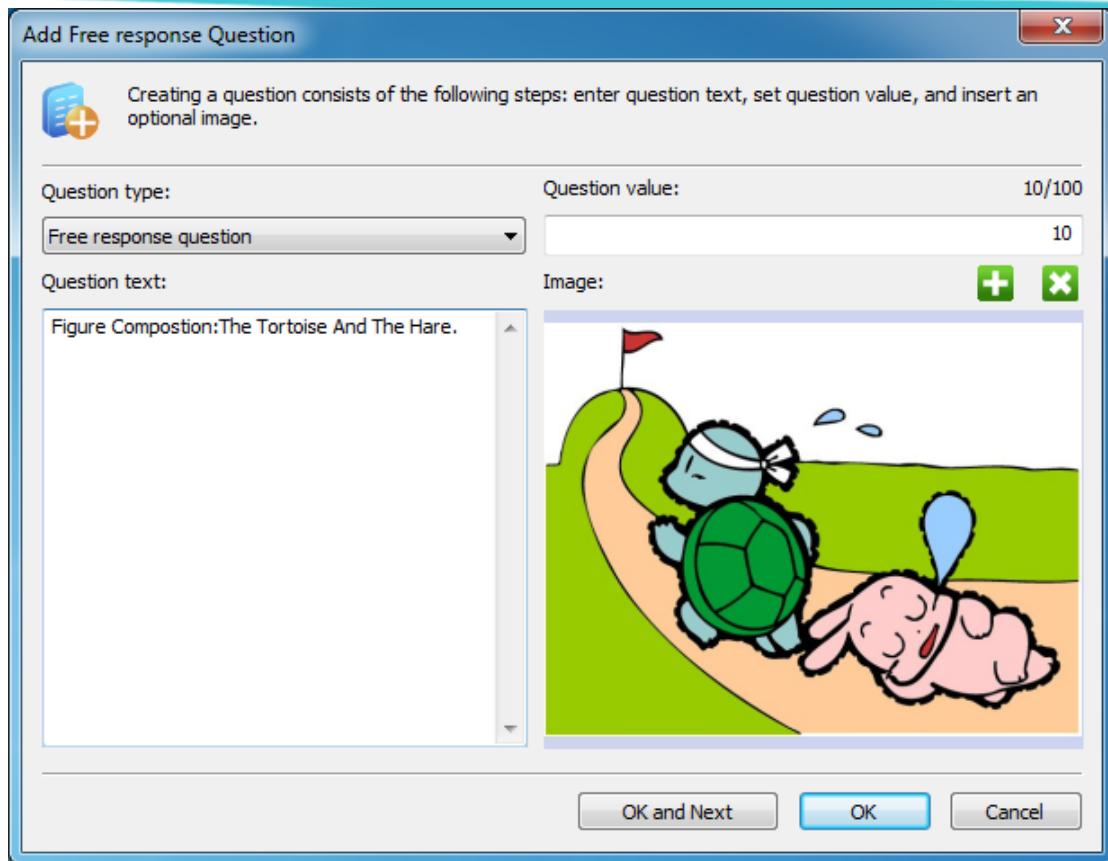 Add Free response Question
Creating a question consists of the following steps: enter question text, set question value, and insert an
optional image.
Question type:
Question value:
10/100
Free response question
10
Question text:
Image:
Figure Compostion:The Tortoise And The Hare.
OK and Next
OK
Cancel